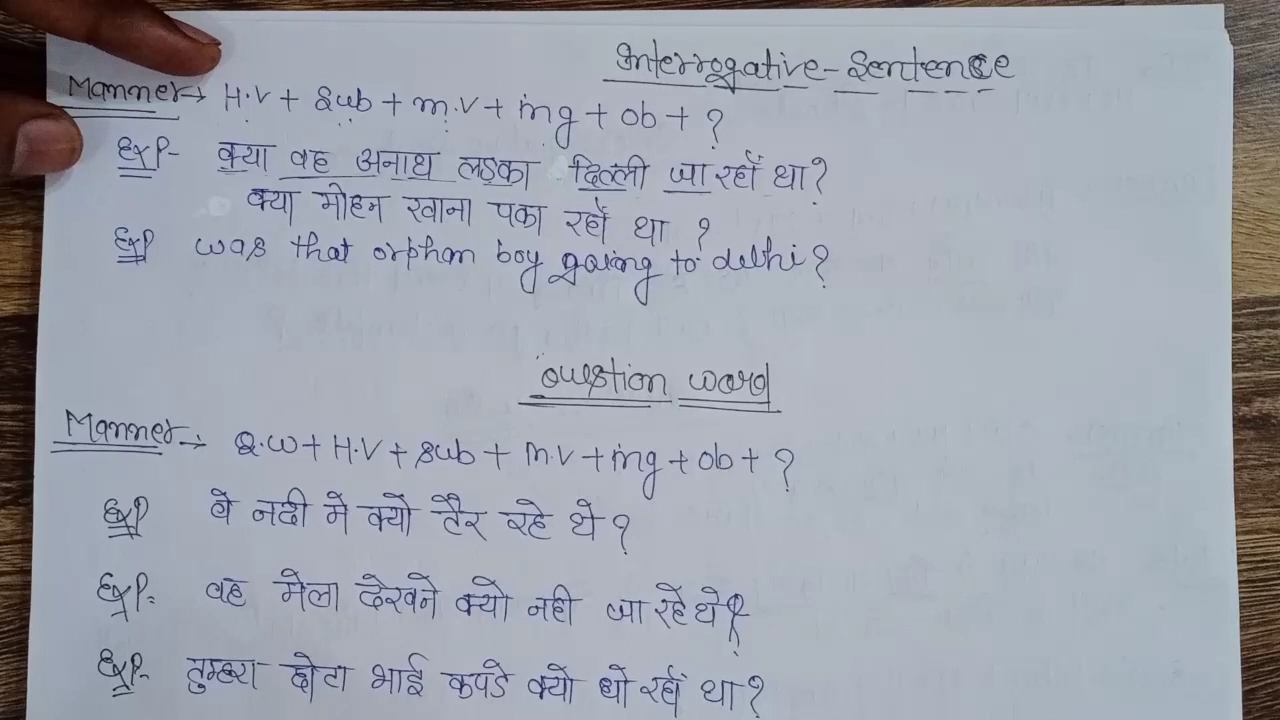 Interrogative-Sentence
Manner→ H.V + Sub + m.V + ing + ob + ?
Exp- क्या वह अनाथ लडका दिल्ली जा रहाँ था?
क्या मोहन खाना पका रहाँ था ?
Exp was that orphan boy going to delhi?
Question word
Manner→ Q.W + H.V + Sub + m.V + ing + ob + ?
Exp वे नदी मे क्यों तैर रहे थे?
Exp. वह मेला देखने क्यो नही जा रहें थे?
Exp- तुम्हारा छोटा भाई कपडे क्यो धो रहाँ था?